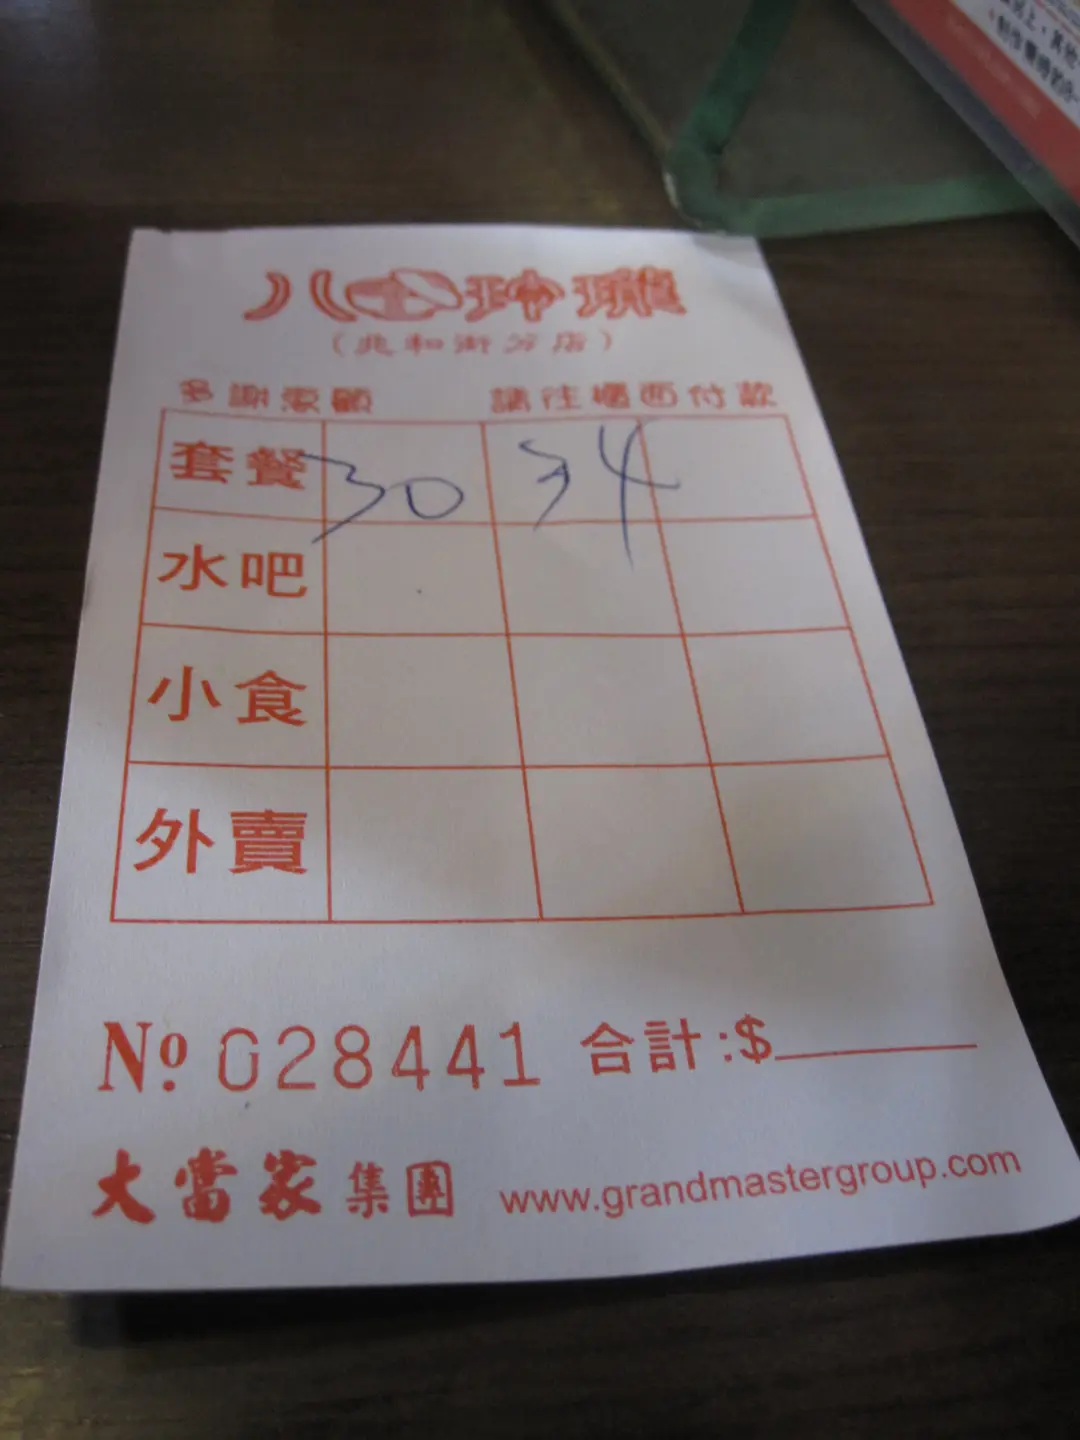 八西玲瓏
(兆和街分店)
多謝惠顧 請往櫃面付款
套餐 30 34
水吧
小食
外賣
Nº 028441 合計:$
大當家集團 www.grandmastergroup.com